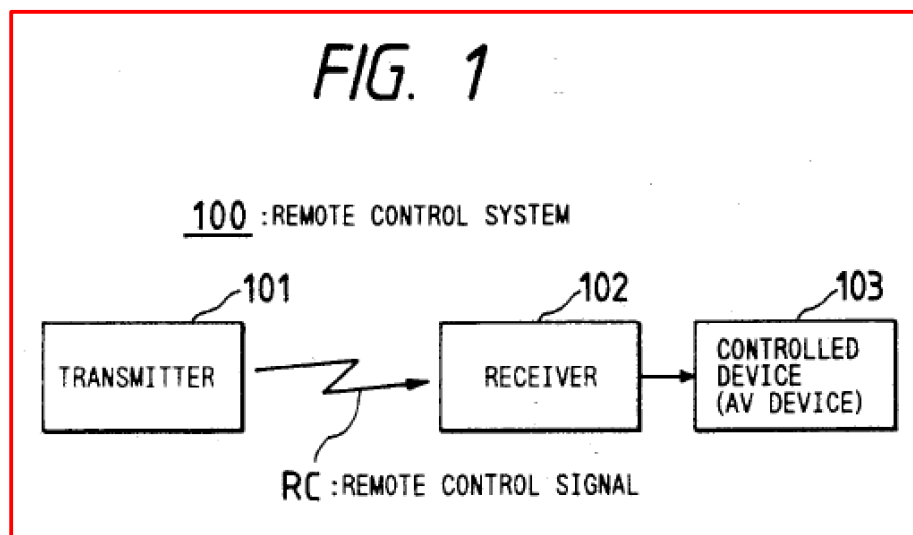 FIG. 1
100 :REMOTE CONTROL SYSTEM
101
102
103
TRANSMITTER
RECEIVER
CONTROLLED
DEVICE
(AV DEVICE)
RC :REMOTE CONTROL SIGNAL